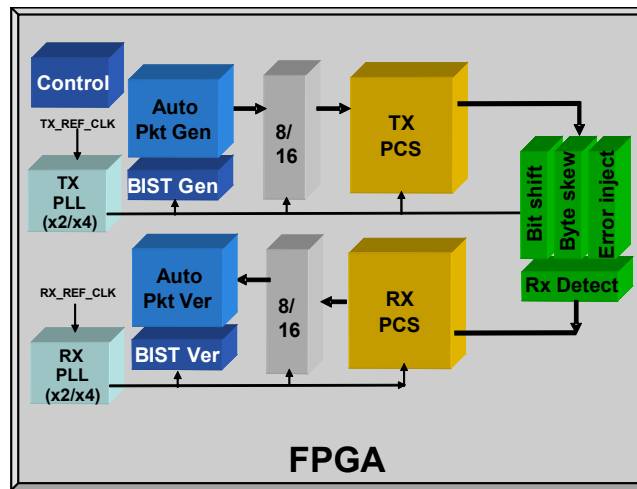 Control
TX_REF_CLK
TX
PLL
(x2/x4)
Auto
Pkt Gen
BIST Gen
8/
16
TX
PCS
Bit shift
Byte skew
Error inject
Rx Detect
RX_REF_CLK
RX
PLL
(x2/x4)
Auto
Pkt Ver
BIST Ver
8/
16
RX
PCS
FPGA